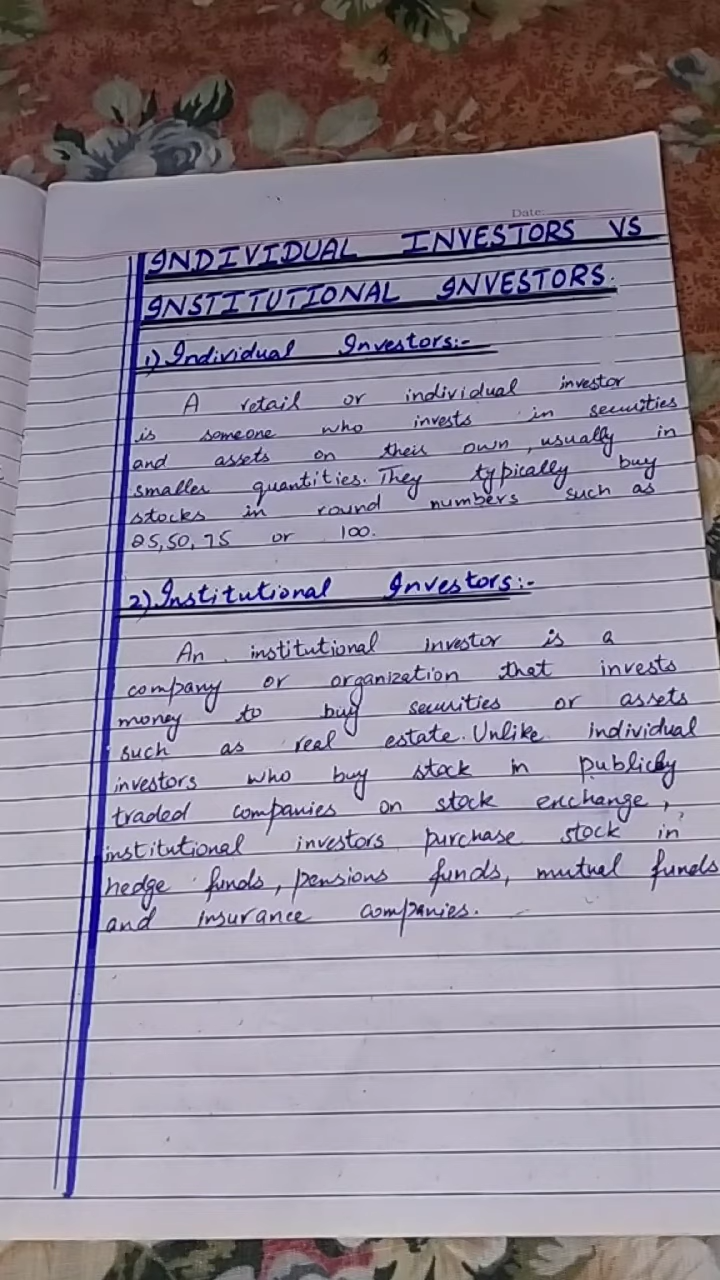 Date:
INDIVIDUAL INVESTORS VS
INSTITUTIONAL INVESTORS.
1) Individual Investors:-
A retail or individual investor
is someone who invests in securities
and assets on their own, usually in
smaller quantities. They typically buy
stocks in round numbers such as
25,50,75 or 100.
2) Institutional Investors:-
An institutional investor is a
company or organization that invests
money to buy securities or assets
such as real estate. Unlike individual
investors who buy stock in publicly
traded companies on stock enchange,
institutional investors purchase stock in
hedge funds, pensions funds, mutual funds
and insurance companies.